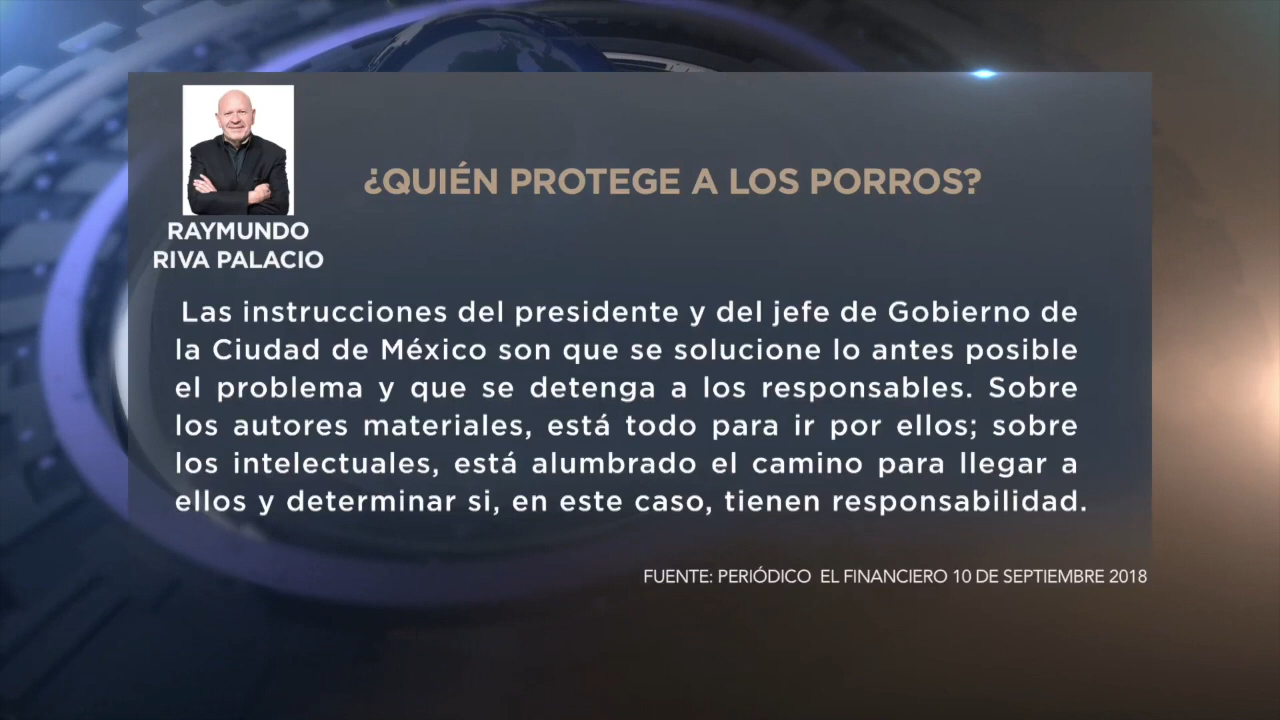 ¿QUIÉN PROTEGE A LOS PORROS?
RAYMUNDO
RIVA PALACIO
Las instrucciones del presidente y del jefe de Gobierno de
la Ciudad de México son que se solucione lo antes posible
el problema y que se detenga a los responsables. Sobre
los autores materiales, está todo para ir por ellos; sobre
los intelectuales, está alumbrado el camino para llegar a
ellos y determinar si, en este caso, tienen responsabilidad.
FUENTE: PERIÓDICO EL FINANCIERO 10 DE SEPTIEMBRE 2018